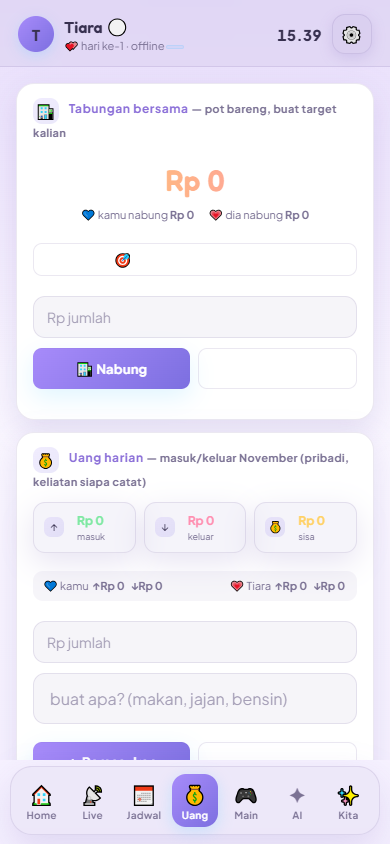 T
Tiara
hari ke-1 · offline
15.39
Tabungan bersama — pot bareng, buat target
kalian
Rp 0
kamu nabung Rp 0 dia nabung Rp 0
Rp jumlah
Nabung
Uang harian — masuk/keluar November (pribadi,
keliatan siapa catat)
↑ Rp 0 masuk
↓ Rp 0 keluar
Rp 0 sisa
kamu ↑Rp 0 ↓Rp 0 Tiara ↑Rp 0 ↓Rp 0
Rp jumlah
buat apa? (makan, jajan, bensin)
Home Live Jadwal Uang Main AI Kita